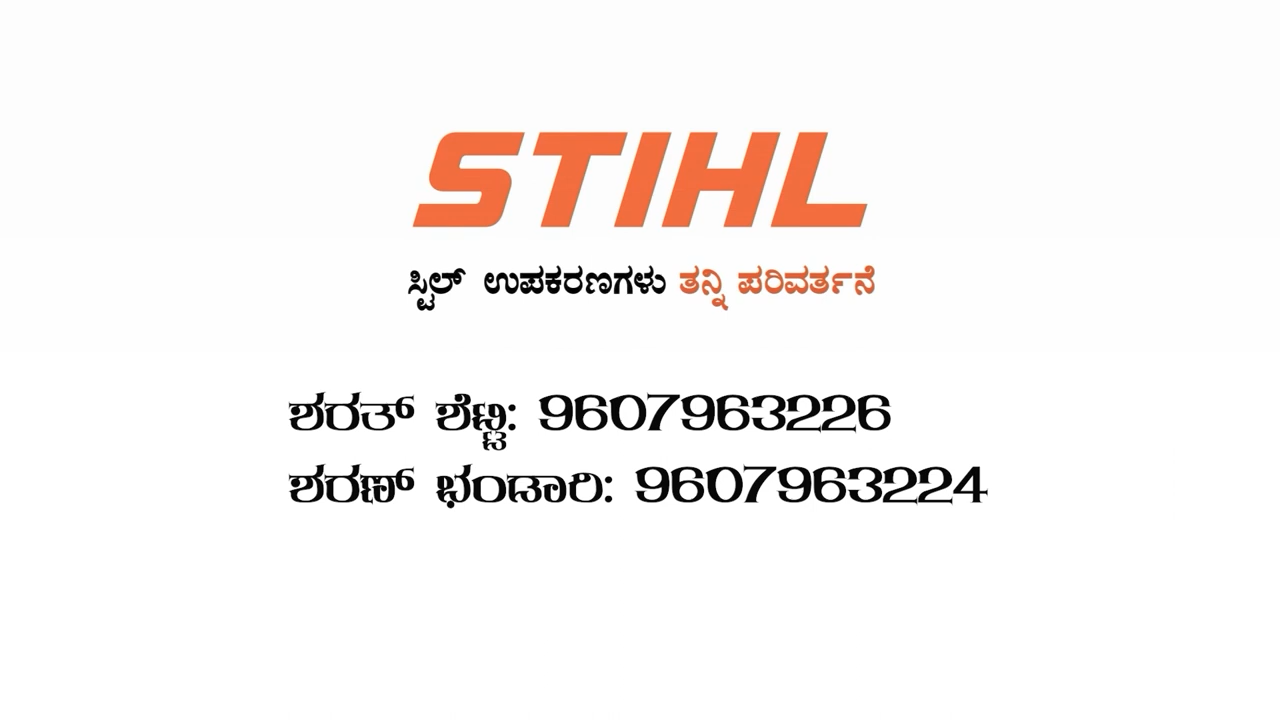 STIHL
ಸ್ಟಿಲ್ ಉಪಕರಣಗಳು ತನ್ನಿ ಪರಿವರ್ತನೆ
ಶರತ್ ಶೆಟ್ಟಿ: 9607963226
ಶರಣ್ ಭಂಡಾರಿ: 9607963224